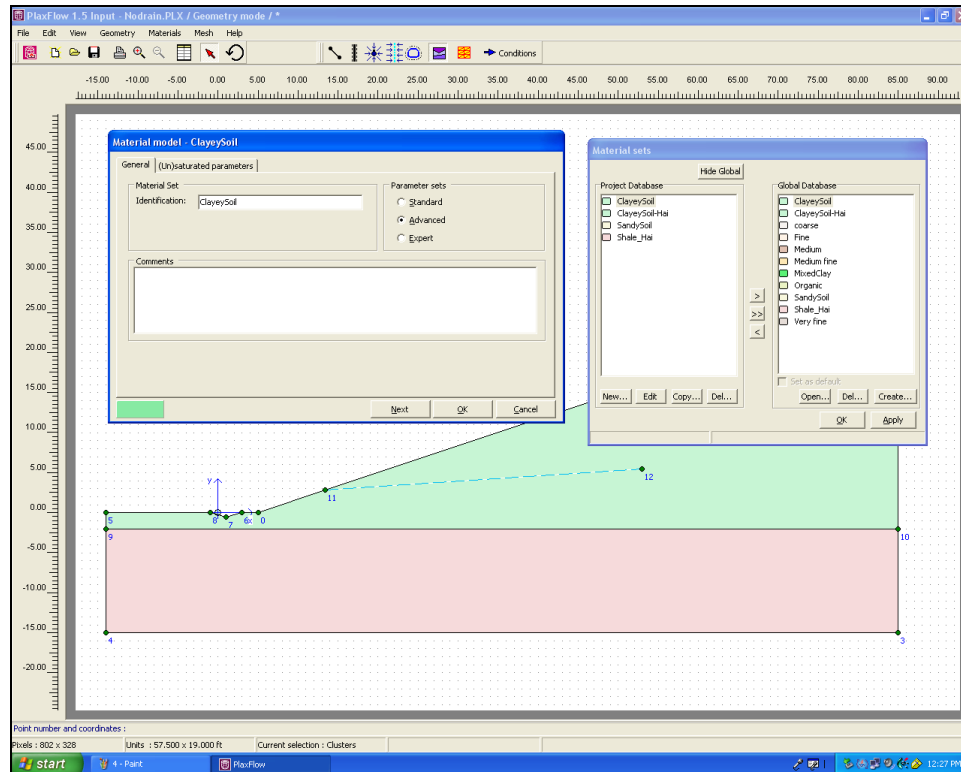 PlaxFlow 1.5 Input - Nodrain.PLX / Geometry mode / *
File Edit View Geometry Materials Mesh Help
Conditions
-15.00 -10.00 -5.00 0.00 5.00 10.00 15.00 20.00 25.00 30.00 35.00 40.00 45.00 50.00 55.00 60.00 65.00 70.00 75.00 80.00 85.00 90.00
45.00
40.00
35.00
30.00
25.00
20.00
15.00
10.00
5.00
0.00
-5.00
-10.00
-15.00
-20.00
Material model - ClayeySoil
General (Un)saturated parameters
Material Set
Identification: ClayeySoil
Parameter sets
Standard
Advanced
Expert
Comments
Next OK Cancel
Material sets
Hide Global
Project Database
ClayeySoil
ClayeySoil-Hai
SandySoil
Shale_Hai
New... Edit Copy... Del...
> 
>>
<
Global Database
ClayeySoil
ClayeySoil-Hai
coarse
Fine
Medium
Medium fine
MixedClay
Organic
SandySoil
Shale_Hai
Very fine
Set as default
Open... Del... Create...
OK Apply
y
11
12
5 8 7 6x 0
9
10
4
3
Point number and coordinates :
Pixels : 802 x 328 Units : 57.500 x 19.000 ft Current selection : Clusters
start 4 - Paint PlaxFlow 12:27 PM